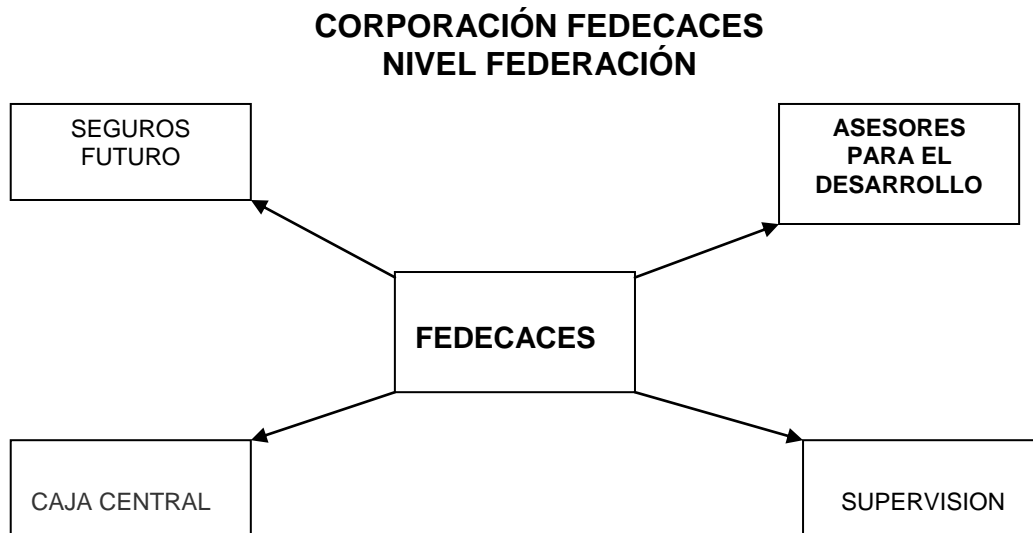 CORPORACIÓN FEDECACES
NIVEL FEDERACIÓN
SEGUROS
FUTURO
ASESORES
PARA EL
DESARROLLO
FEDECACES
CAJA CENTRAL
SUPERVISION